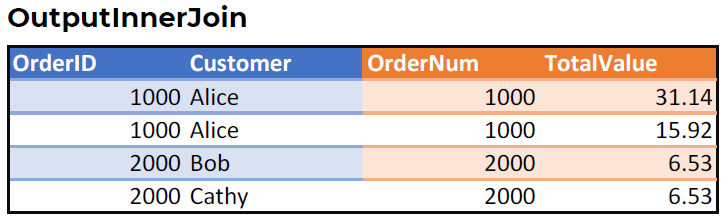 OutputInnerJoin
OrderID Customer OrderNum TotalValue
1000 Alice 1000 31.14
1000 Alice 1000 15.92
2000 Bob 2000 6.53
2000 Cathy 2000 6.53